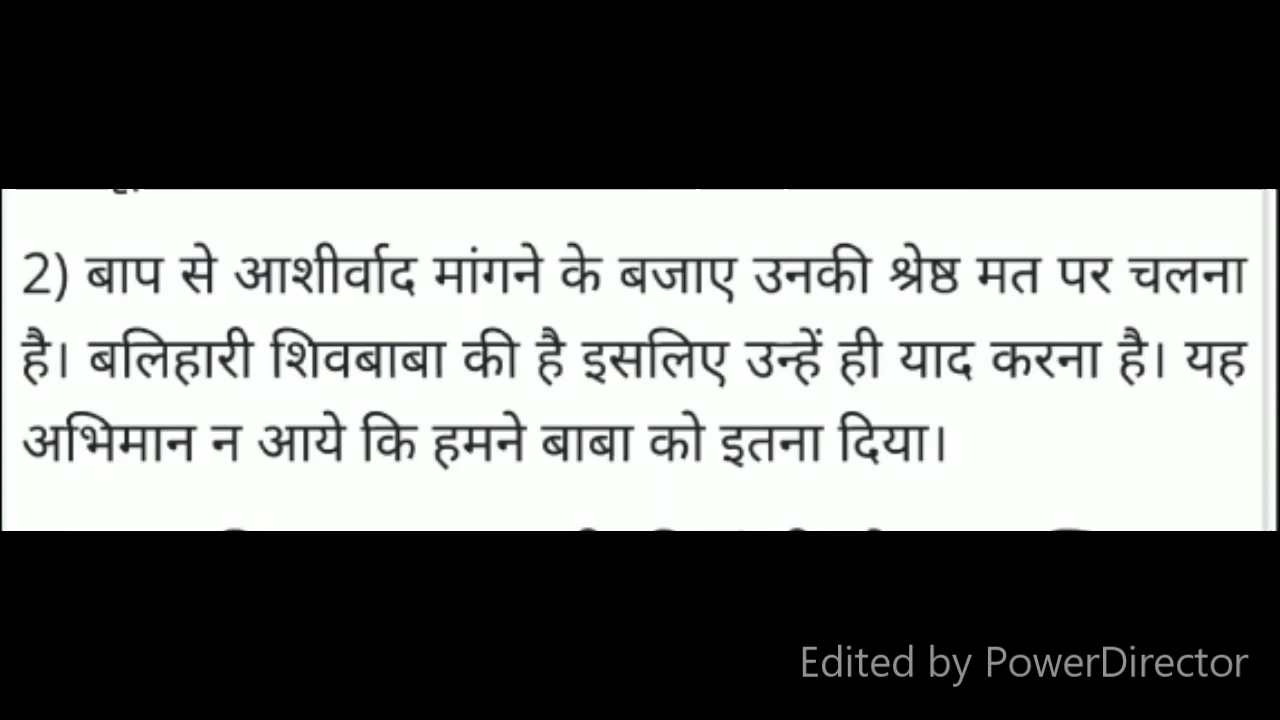 2) बाप से आशीर्वाद मांगने के बजाए उनकी श्रेष्ठ मत पर चलना
है। बलिहारी शिवबाबा की है इसलिए उन्हें ही याद करना है। यह
अभिमान न आये कि हमने बाबा को इतना दिया।
Edited by PowerDirector